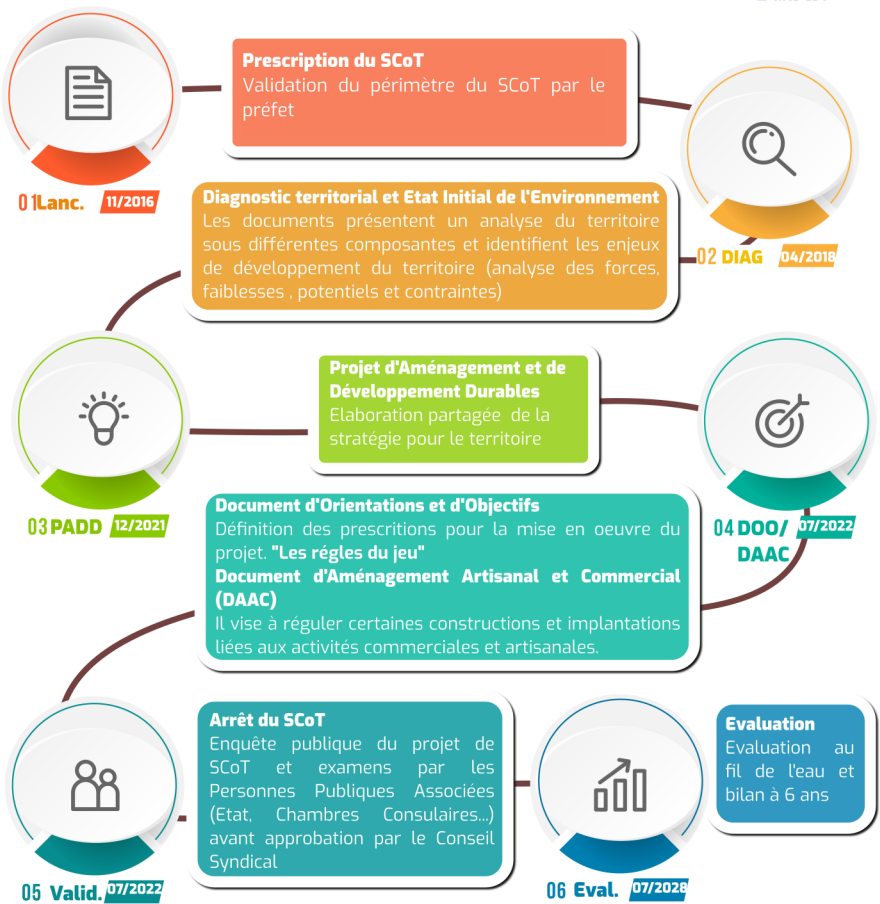 Prescription du SCoT
Validation du périmètre du SCoT par le
préfet
01Lanc. 11/2016
Diagnostic territorial et Etat Initial de l'Environnement
Les documents présentent un analyse du territoire
sous différentes composantes et identifient les enjeux
de développement du territoire (analyse des forces,
faiblesses , potentiels et contraintes)
02 DIAG 04/2018
Projet d'Aménagement et de
Développement Durables
Elaboration partagée de la
stratégie pour le territoire
03 PADD 12/2021
Document d'Orientations et d'Objectifs
Définition des prescritions pour la mise en oeuvre du
projet. "Les régles du jeu"
Document d'Aménagement Artisanal et Commercial
(DAAC)
Il vise à réguler certaines constructions et implantations
liées aux activités commerciales et artisanales.
04 DOO/ 07/2022
DAAC
Arrêt du SCoT
Enquête publique du projet de
SCoT et examens par les
Personnes Publiques Associées
(Etat, Chambres Consulaires...)
avant approbation par le Conseil
Syndical
05 Valid. 07/2022
Evaluation
Evaluation au
fil de l'eau et
bilan à 6 ans
06 Eval. 07/2028